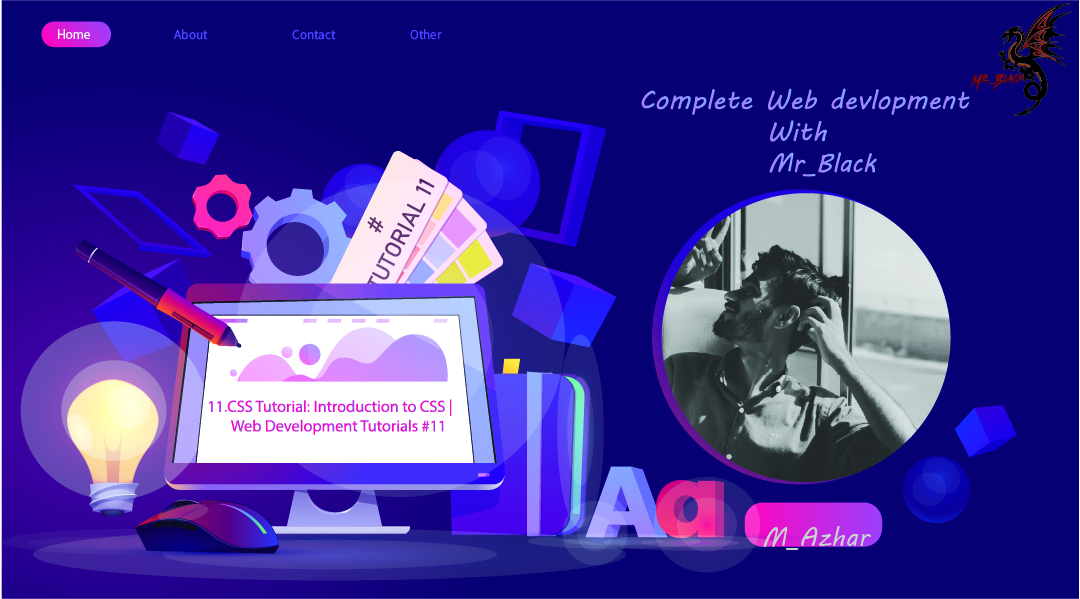 Home
About
Contact
Other
MR_BLACK
Complete Web devlopment
With
Mr_Black
#
TUTORIAL 11
11.CSS Tutorial: Introduction to CSS |
Web Development Tutorials #11
Aa
M_Azhar